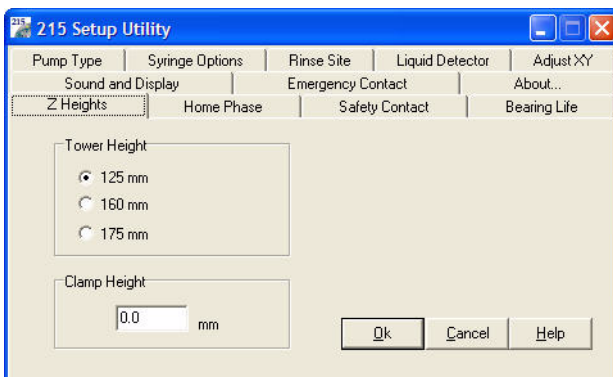 215 215 Setup Utility
Pump Type Syringe Options Rinse Site Liquid Detector Adjust XY
Sound and Display Emergency Contact About...
Z Heights Home Phase Safety Contact Bearing Life
Tower Height
125 mm
160 mm
175 mm
Clamp Height
0.0 mm
Ok Cancel Help